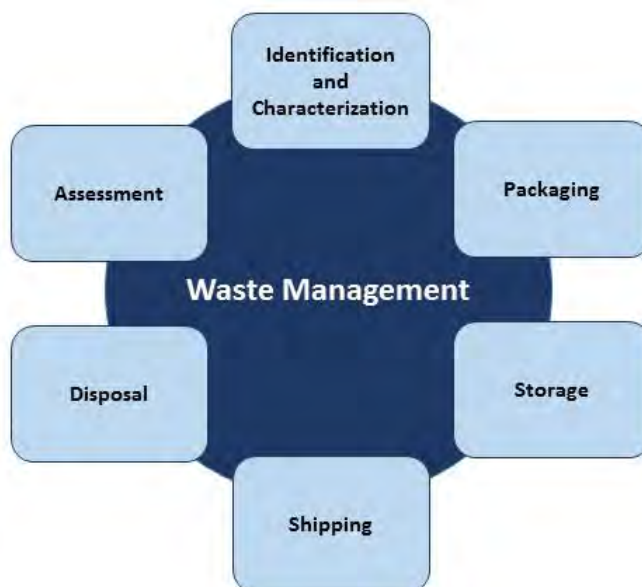 Identification
and
Characterization
Packaging
Storage
Shipping
Disposal
Assessment
Waste Management